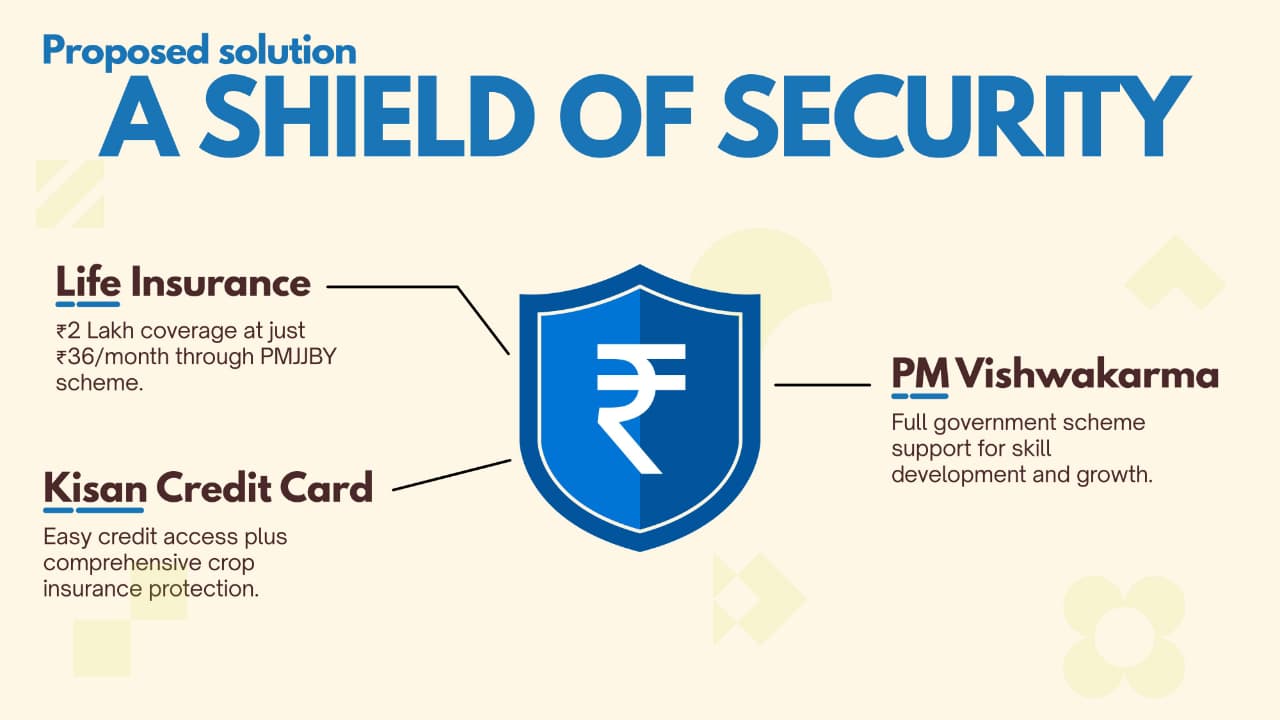 Proposed solution
A SHIELD OF SECURITY
Life Insurance
₹2 Lakh coverage at just
₹36/month through PMJJBY
scheme.
₹
PM Vishwakarma
Full government scheme
support for skill
development and growth.
Kisan Credit Card
Easy credit access plus
comprehensive crop
insurance protection.